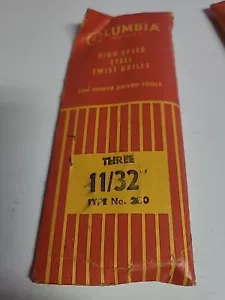 COLUMBIA
HIGH SPEED
STEEL
TWIST DRILLS
FOR POWER DRIVEN TOOLS
THREE
11/32"
TYPE No. 200